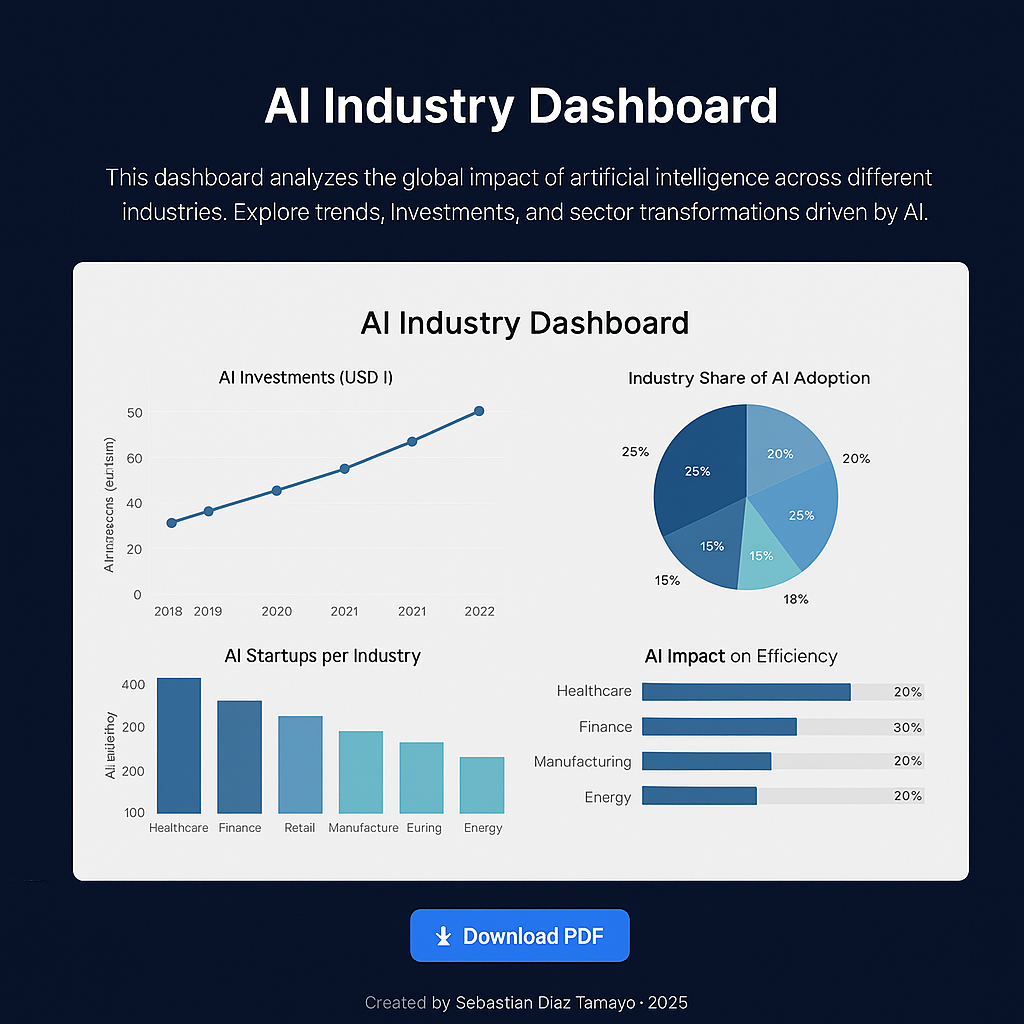 AI Industry Dashboard
This dashboard analyzes the global impact of artificial intelligence across different
industries. Explore trends, Investments, and sector transformations driven by AI.
AI Industry Dashboard
AI Investments (USD I)
50
60
40
20
0
2018 2019 2020 2021 2021 2022
Industry Share of AI Adoption
25%
25%
20%
20%
25%
15%
15%
15%
18%
AI Startups per Industry
400
200
200
100
Healthcare Finance Retail Manufacture Euring Energy
AI Impact on Efficiency
Healthcare 20%
Finance 30%
Manufacturing 20%
Energy 20%
Download PDF
Created by Sebastian Diaz Tamayo · 2025